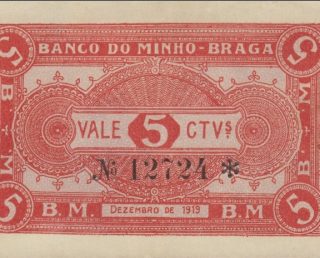 5 BANCO DO MINHO-BRAGA 5
B+M
VALE 5 CTVS.
B+M
Nº 12724 *
5 B.M. DEZEMBRO DE 1919 B.M 5